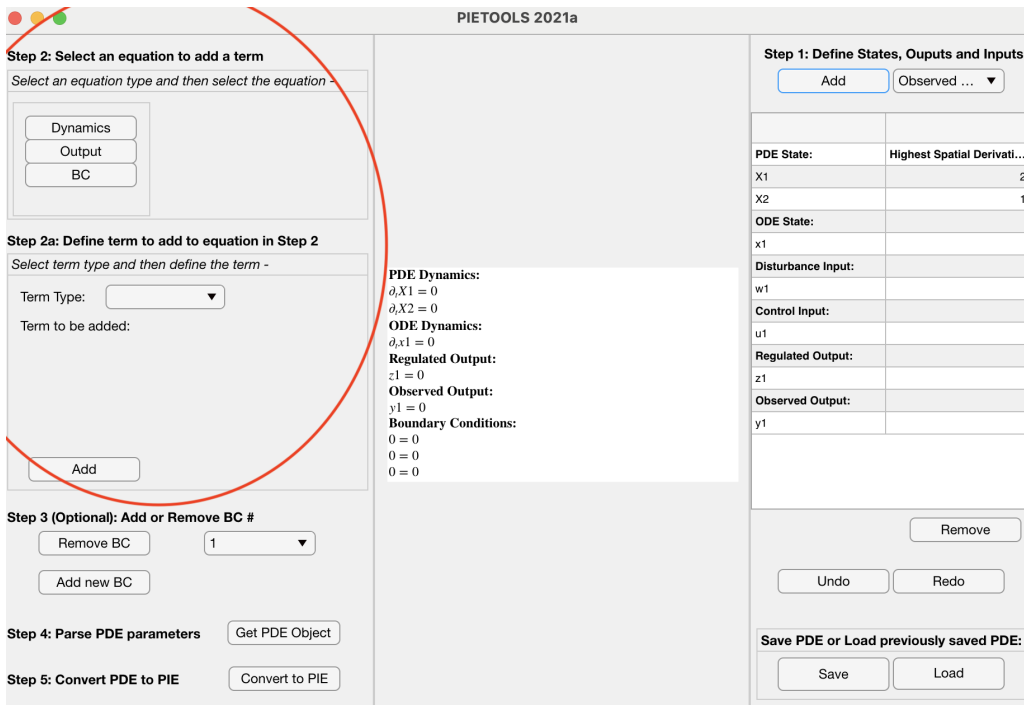 PIETOOLS 2021a
Step 2: Select an equation to add a term
Select an equation type and then select the equation -
Dynamics
Output
BC
Step 2a: Define term to add to equation in Step 2
Select term type and then define the term -
Term Type:
Term to be added:
Add
Step 3 (Optional): Add or Remove BC #
Remove BC
1
Add new BC
Step 4: Parse PDE parameters
Get PDE Object
Step 5: Convert PDE to PIE
Convert to PIE
PDE Dynamics:
∂ₜX1 = 0
∂ₜX2 = 0
ODE Dynamics:
∂ₜx1 = 0
Regulated Output:
z1 = 0
Observed Output:
y1 = 0
Boundary Conditions:
0 = 0
0 = 0
0 = 0
Step 1: Define States, Ouputs and Inputs
Add
Observed ...
PDE State: Highest Spatial Derivati...
X1 2
X2 1
ODE State:
x1
Disturbance Input:
w1
Control Input:
u1
Regulated Output:
z1
Observed Output:
y1
Remove
Undo
Redo
Save PDE or Load previously saved PDE:
Save
Load